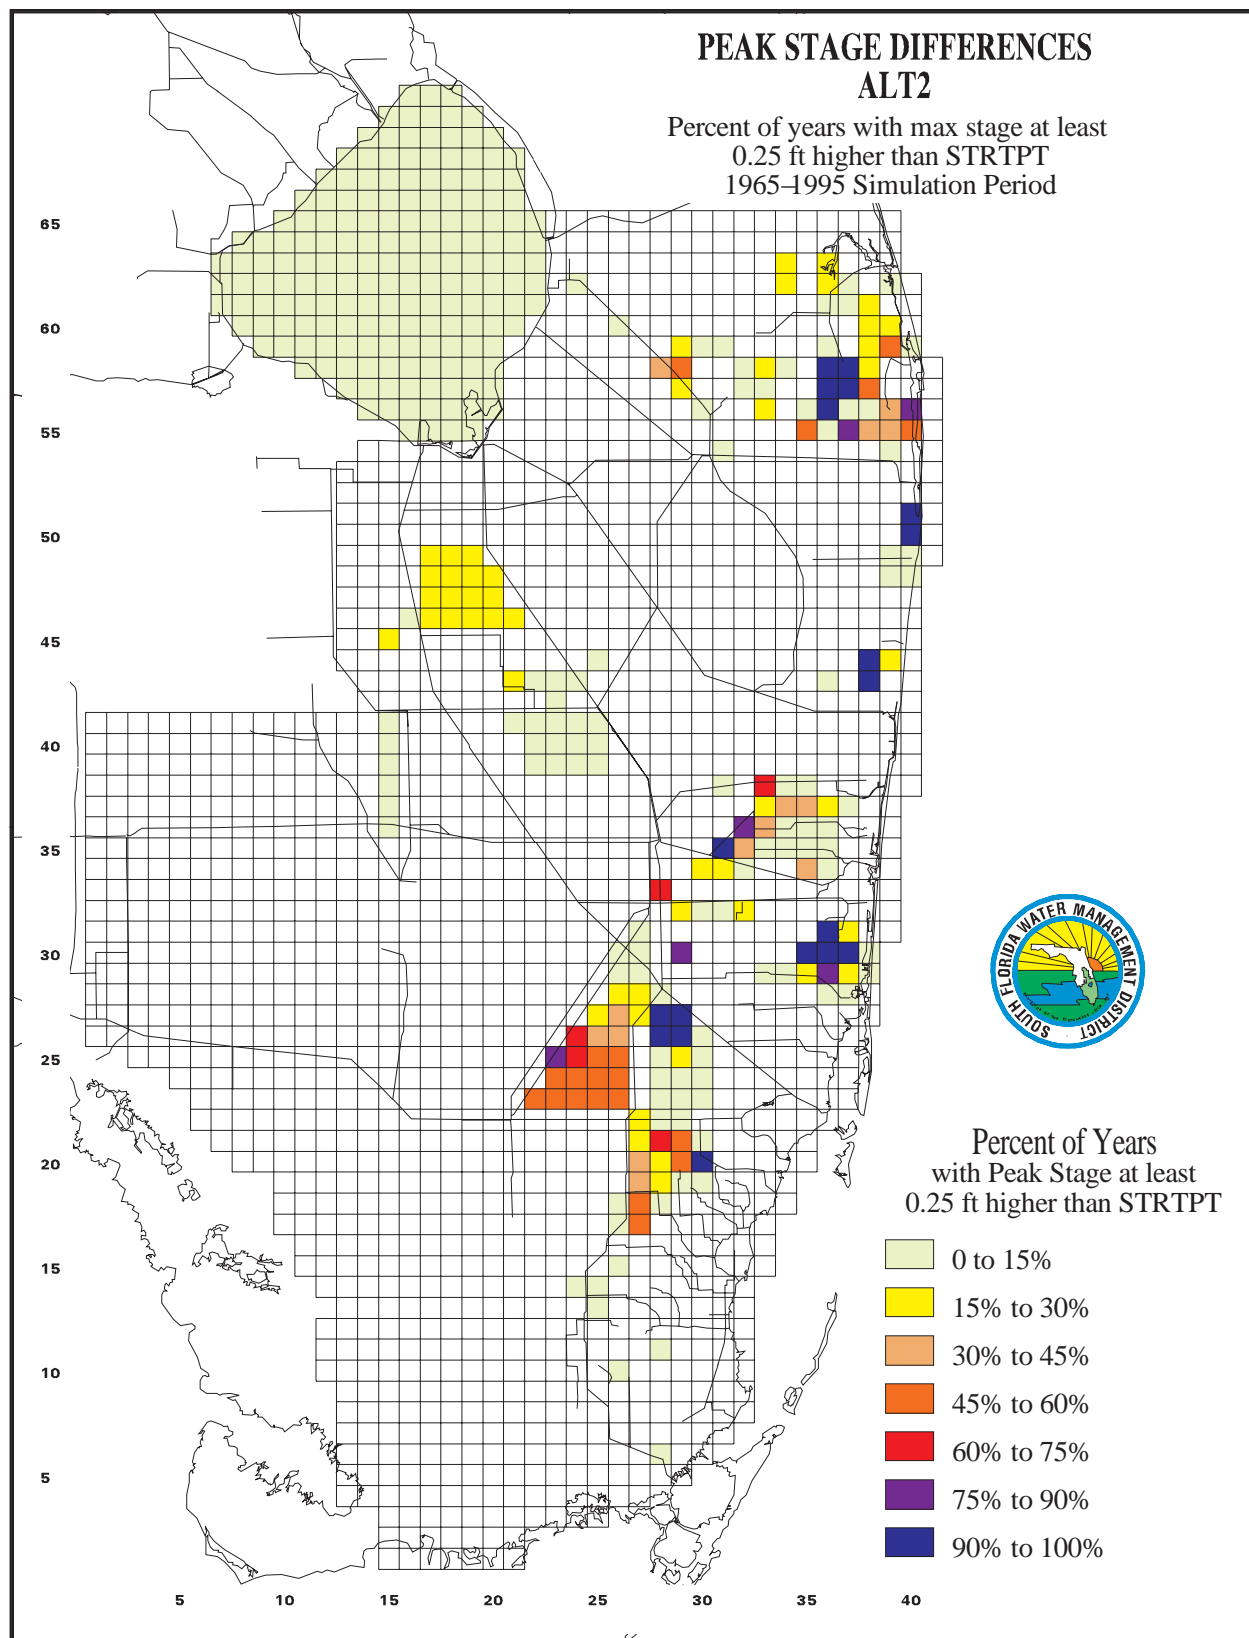 PEAK STAGE DIFFERENCES
ALT2
Percent of years with max stage at least
0.25 ft higher than STRTPT
1965–1995 Simulation Period
65
60
55
50
45
40
35
30
25
20
15
10
5
5 10 15 20 25 30 35 40
SOUTH FLORIDA WATER MANAGEMENT DISTRICT
Percent of Years
with Peak Stage at least
0.25 ft higher than STRTPT
0 to 15%
15% to 30%
30% to 45%
45% to 60%
60% to 75%
75% to 90%
90% to 100%